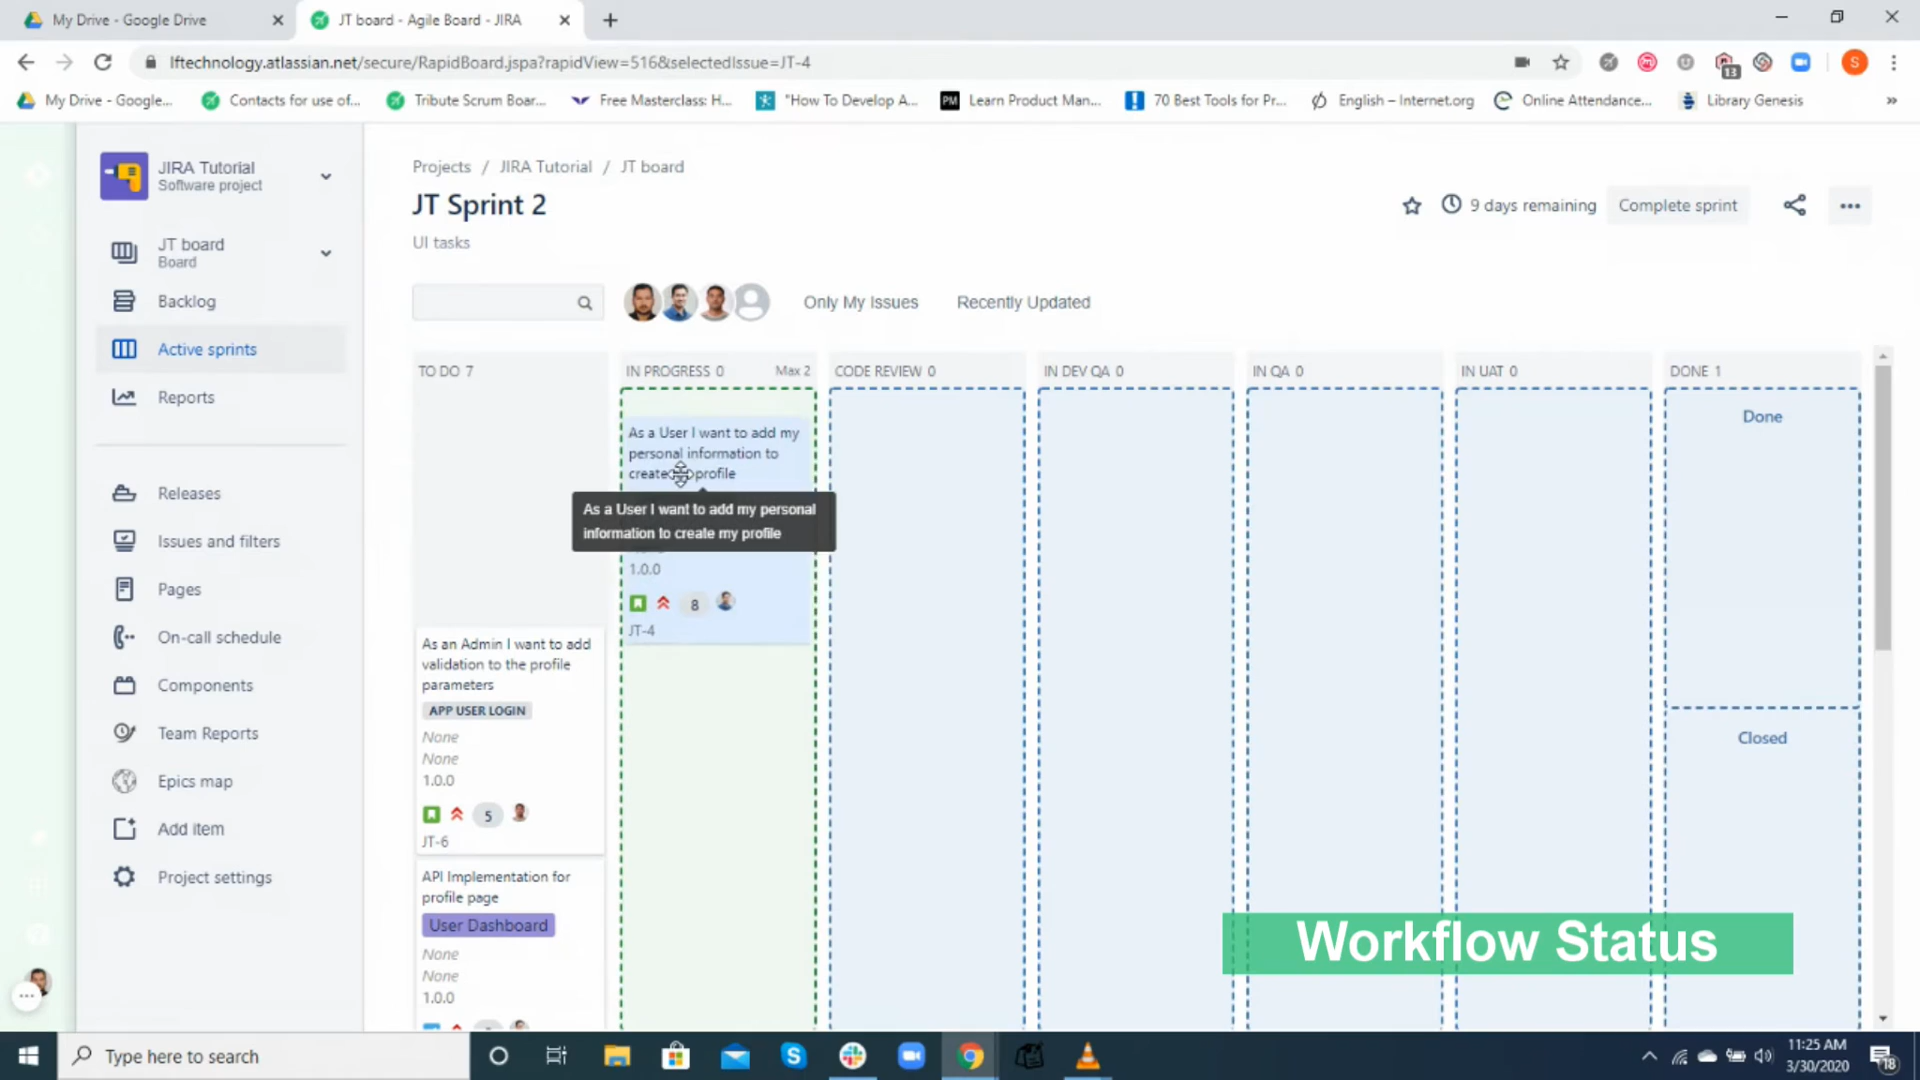 My Drive - Google Drive
JT board - Agile Board - JIRA
lftechnology.atlassian.net/secure/RapidBoard.jspa?rapidView=516&selectedIssue=JT-4
13
S
My Drive - Google...
Contacts for use of...
Tribute Scrum Boar...
Free Masterclass: H...
"How To Develop A...
PM
Learn Product Man...
70 Best Tools for Pr...
English – Internet.org
Online Attendance...
Library Genesis
JIRA Tutorial
Software project
JT board
Board
Backlog
Active sprints
Reports
Releases
Issues and filters
Pages
On-call schedule
Components
Team Reports
Epics map
Add item
Project settings
Projects / JIRA Tutorial / JT board
JT Sprint 2
UI tasks
9 days remaining
Complete sprint
Only My Issues
Recently Updated
TO DO 7
IN PROGRESS 0
Max 2
CODE REVIEW 0
IN DEV QA 0
IN QA 0
IN UAT 0
DONE 1
As a User I want to add my
personal information to
create profile
As a User I want to add my personal
information to create my profile
1.0.0
8
JT-4
As an Admin I want to add
validation to the profile
parameters
APP USER LOGIN
None
None
1.0.0
5
JT-6
API Implementation for
profile page
User Dashboard
None
None
1.0.0
Done
Closed
Workflow Status
Type here to search
11:25 AM
3/30/2020
18